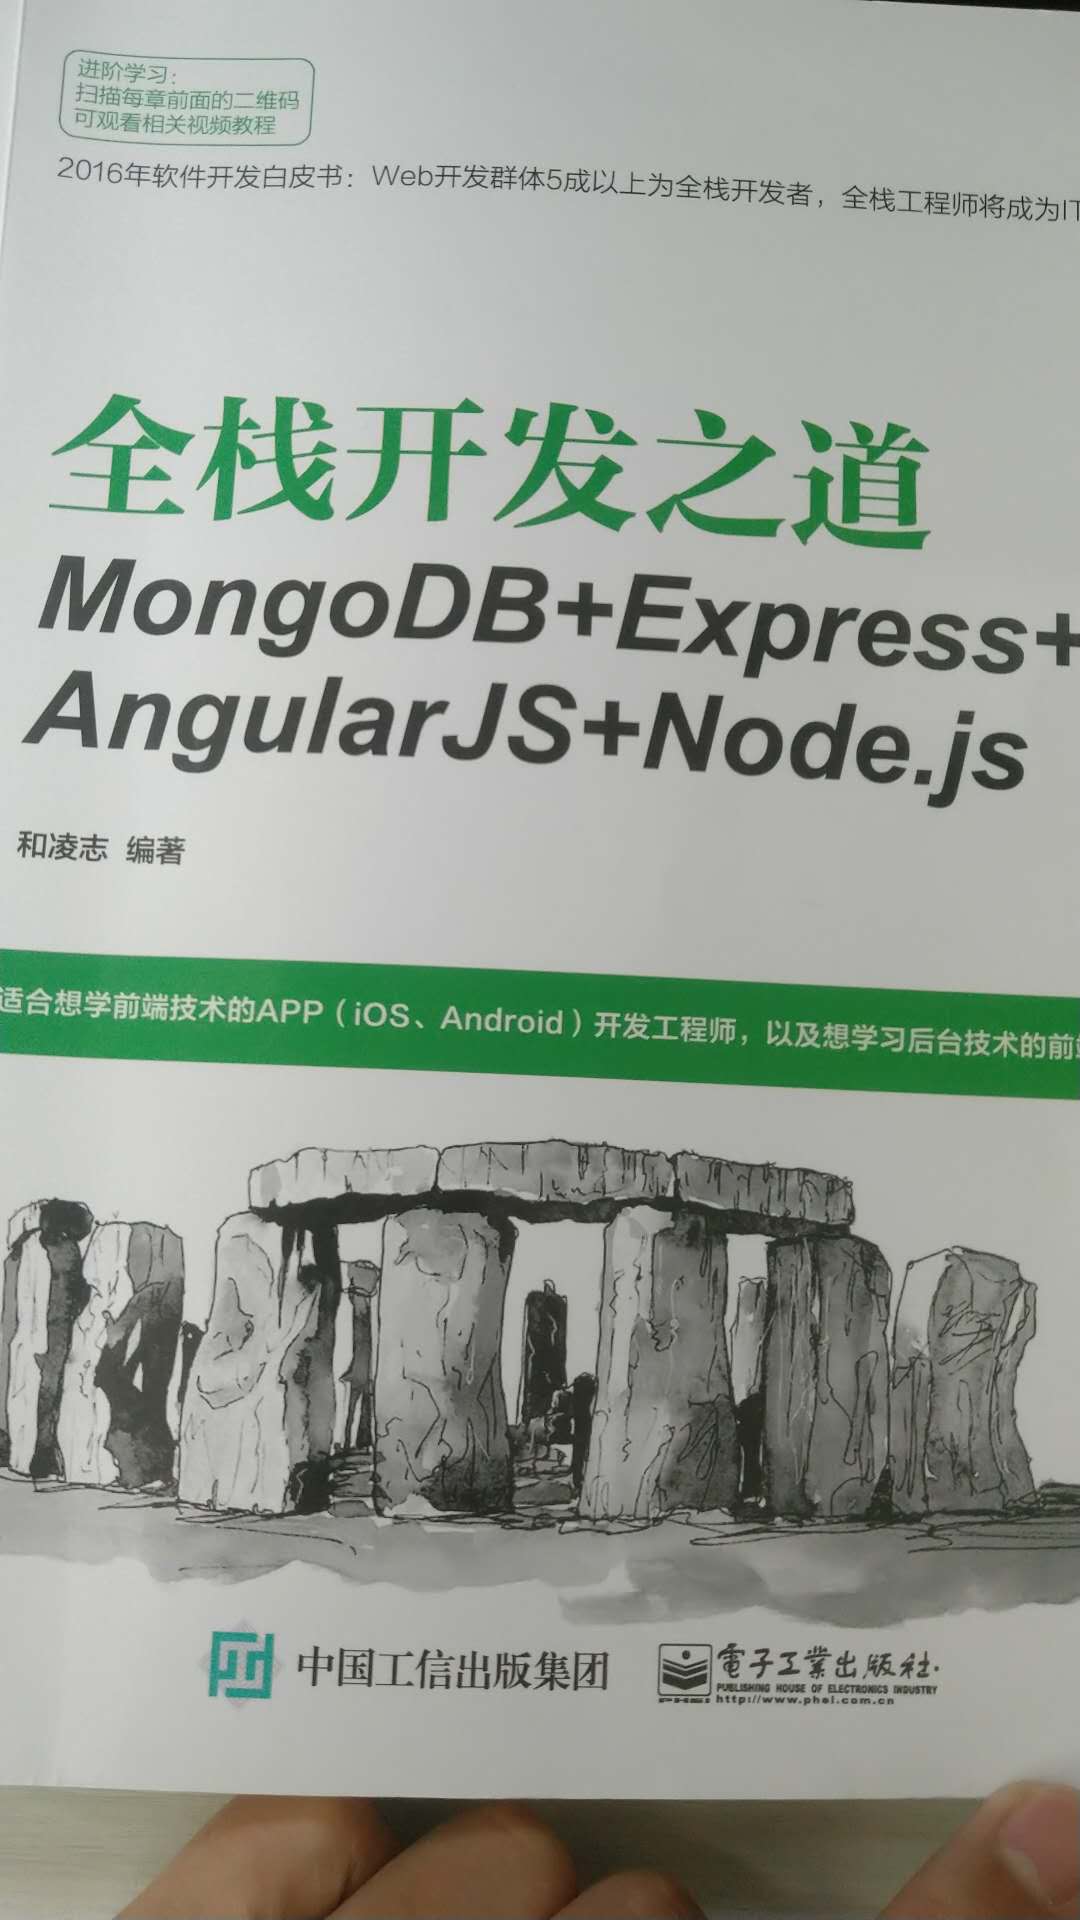 进阶学习：
扫描每章前面的二维码
可观看相关视频教程
2016年软件开发白皮书：Web开发群体5成以上为全栈开发者，全栈工程师将成为IT
全栈开发之道
MongoDB+Express+
AngularJS+Node.js
和凌志 编著
适合想学前端技术的APP（iOS、Android）开发工程师，以及想学习后台技术的前
中国工信出版集团
電子工業出版社·
PUBLISHING HOUSE OF ELECTRONICS INDUSTRY
PHEI http://www.phei.com.cn